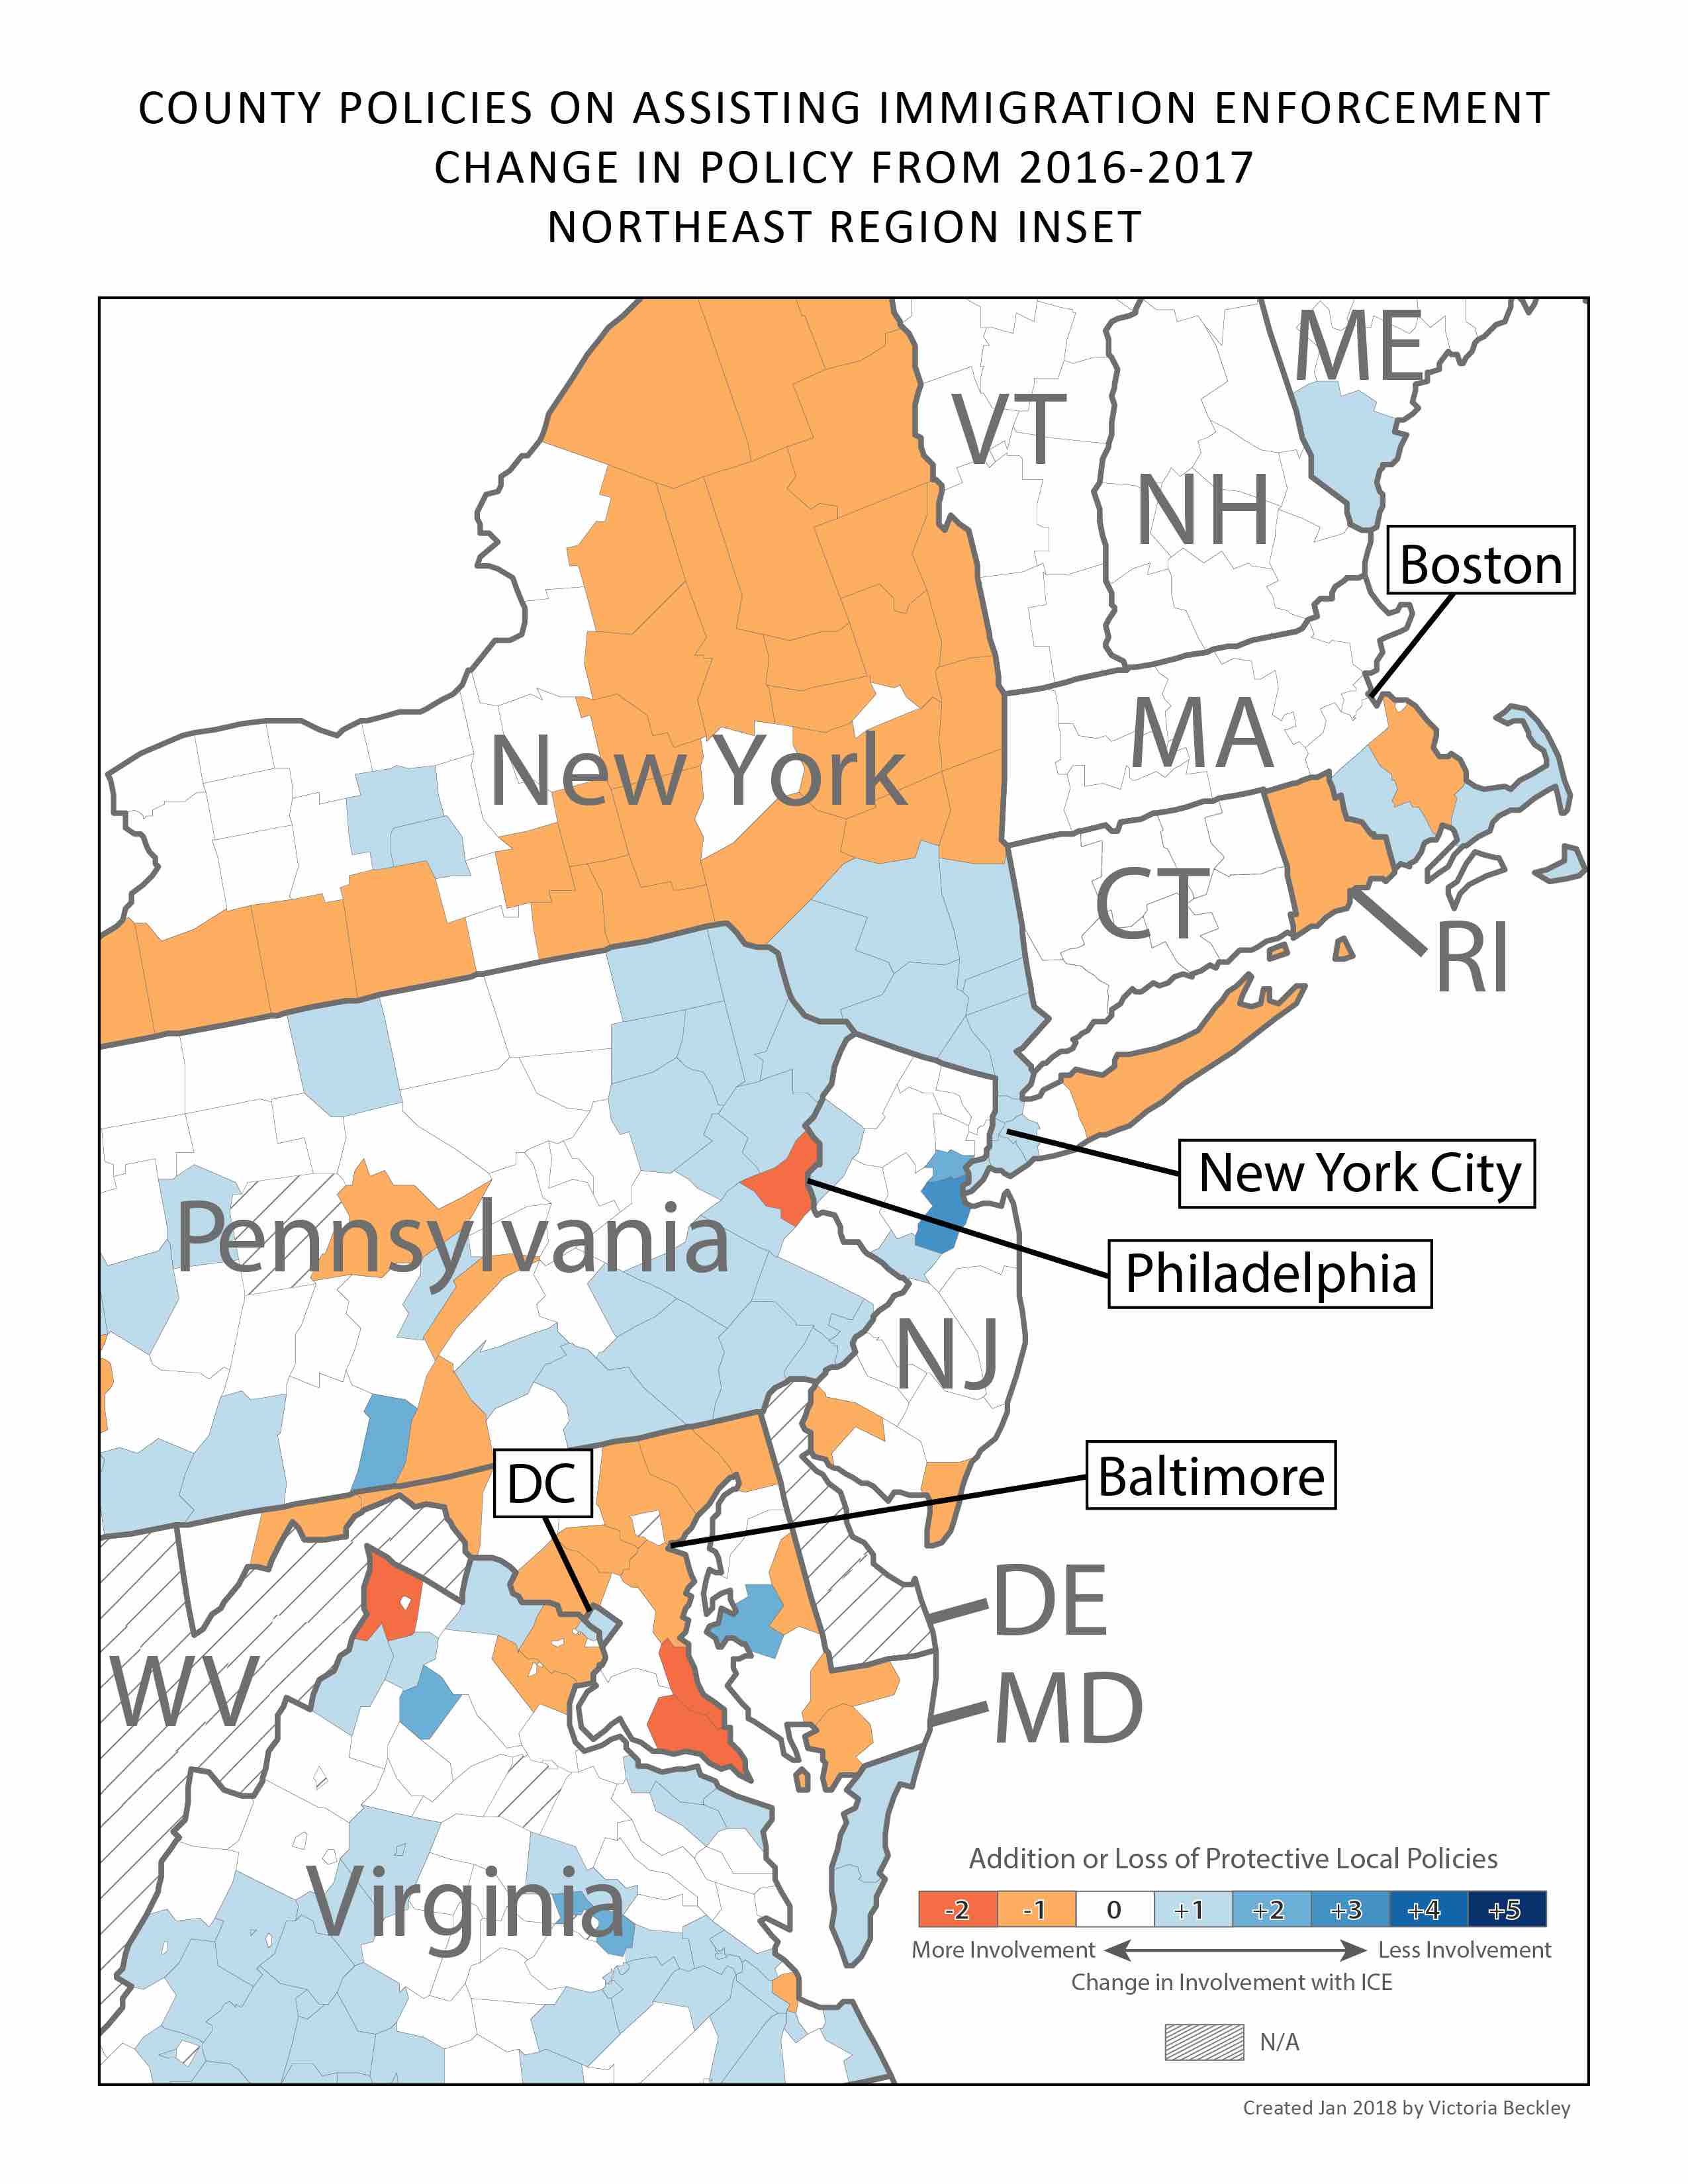 COUNTY POLICIES ON ASSISTING IMMIGRATION ENFORCEMENT
CHANGE IN POLICY FROM 2016-2017
NORTHEAST REGION INSET
ME
VT
NH
Boston
MA
New York
CT
RI
New York City
Pennsylvania
Philadelphia
NJ
Baltimore
DC
DE
WV
MD
Virginia
Addition or Loss of Protective Local Policies
-2 -1 0 +1 +2 +3 +4 +5
More Involvement Less Involvement
Change in Involvement with ICE
N/A
Created Jan 2018 by Victoria Beckley